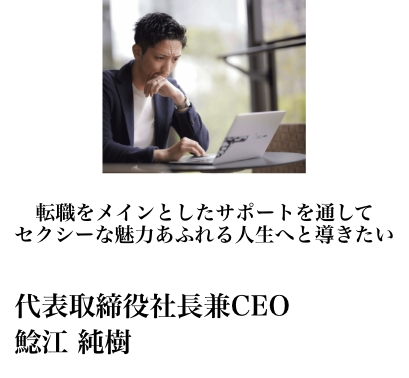 転職をメインとしたサポートを通して
セクシーな魅力あふれる人生へと導きたい
代表取締役社長兼CEO
鯰江 純樹